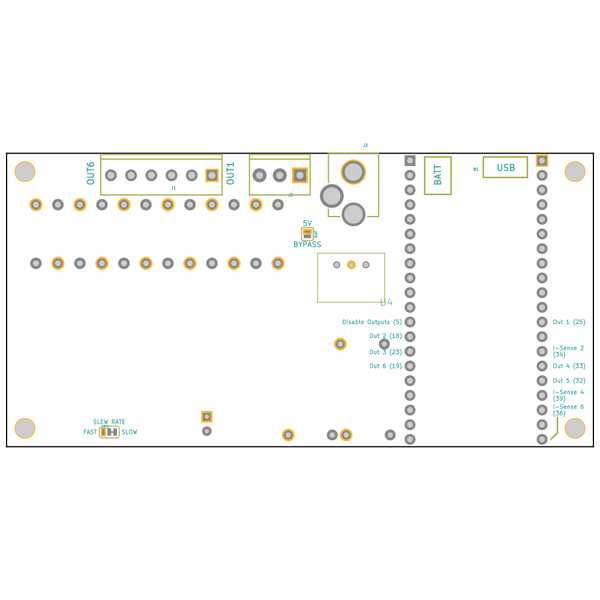 J2
OUT6
OUT1
BATT
B1
USB
J1
5V
BYPASS
U4
Disable Outputs (5)
Out 1 (25)
Out 2 (18)
I-Sense 2
(34)
Out 3 (23)
Out 6 (19)
Out 4 (33)
Out 5 (32)
I-Sense 4
(39)
I-Sense 6
(36)
SLEW RATE
FAST
SLOW